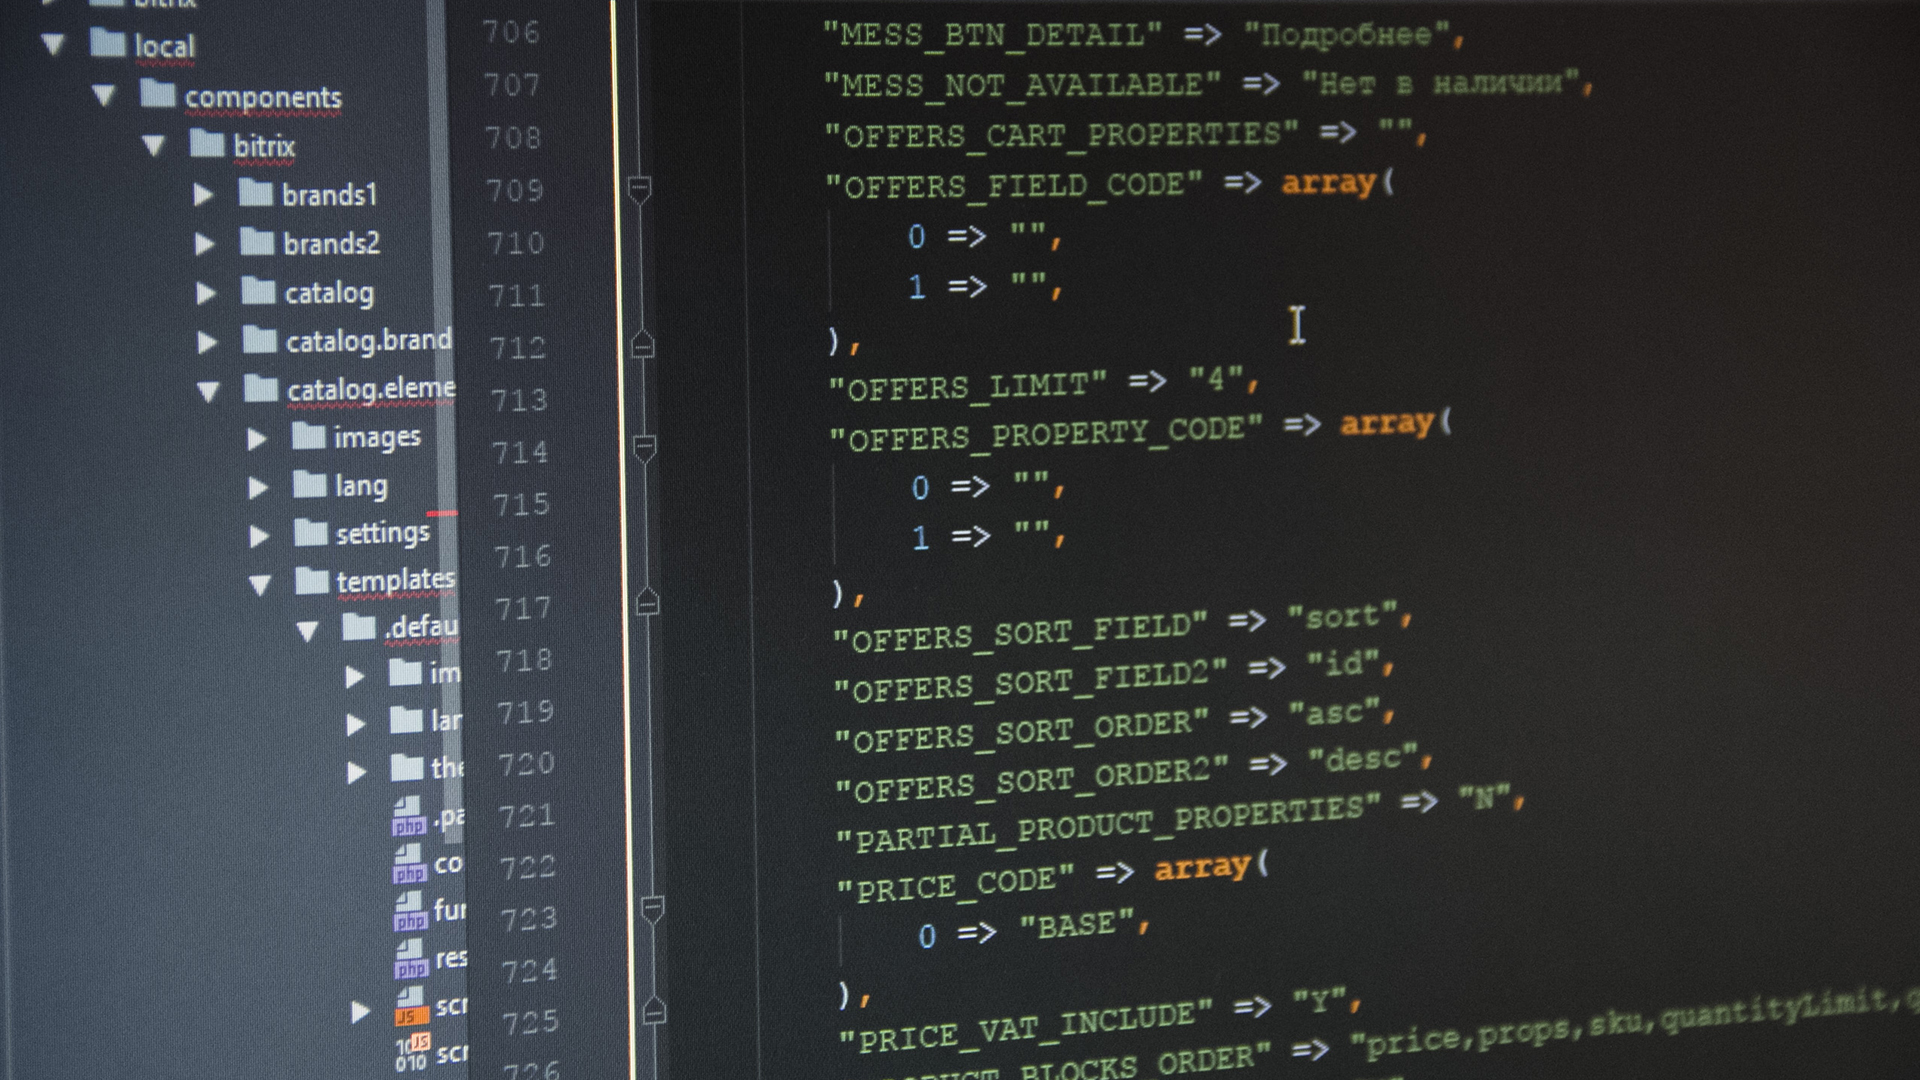 bitrix
local
components
bitrix
brands1
brands2
catalog
catalog.brand
catalog.eleme
images
lang
settings
templates
.defau
im
lar
the
php .pa
php co
php fur
php res
JS scr
JS 10 010 scr
706 "MESS_BTN_DETAIL" => "Подробнее",
707 "MESS_NOT_AVAILABLE" => "Нет в наличии",
708 "OFFERS_CART_PROPERTIES" => "",
709 "OFFERS_FIELD_CODE" => array(
710 0 => "",
711 1 => "",
712 ),
713 "OFFERS_LIMIT" => "4",
714 "OFFERS_PROPERTY_CODE" => array(
715 0 => "",
716 1 => "",
717 ),
718 "OFFERS_SORT_FIELD" => "sort",
719 "OFFERS_SORT_FIELD2" => "id",
720 "OFFERS_SORT_ORDER" => "asc",
721 "OFFERS_SORT_ORDER2" => "desc",
722 "PARTIAL_PRODUCT_PROPERTIES" => "N",
723 "PRICE_CODE" => array(
724 0 => "BASE",
725 ),
726 "PRICE_VAT_INCLUDE" => "Y",
BLOCKS_ORDER" => "price,props,sku,quantityLimit,